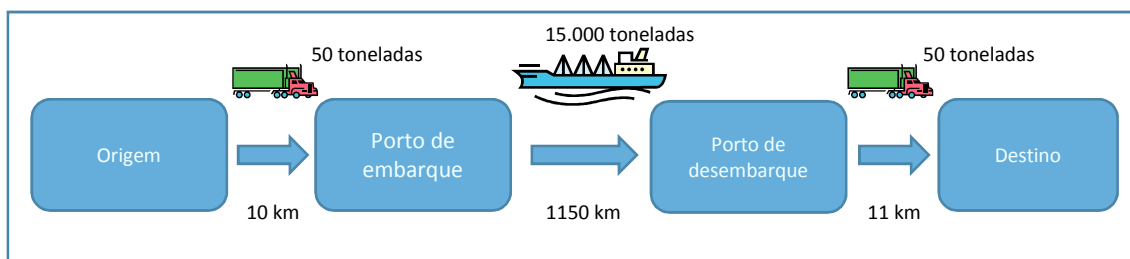 15.000 toneladas
50 toneladas
50 toneladas
Origem
Porto de
embarque
Porto de
desembarque
Destino
10 km
1150 km
11 km